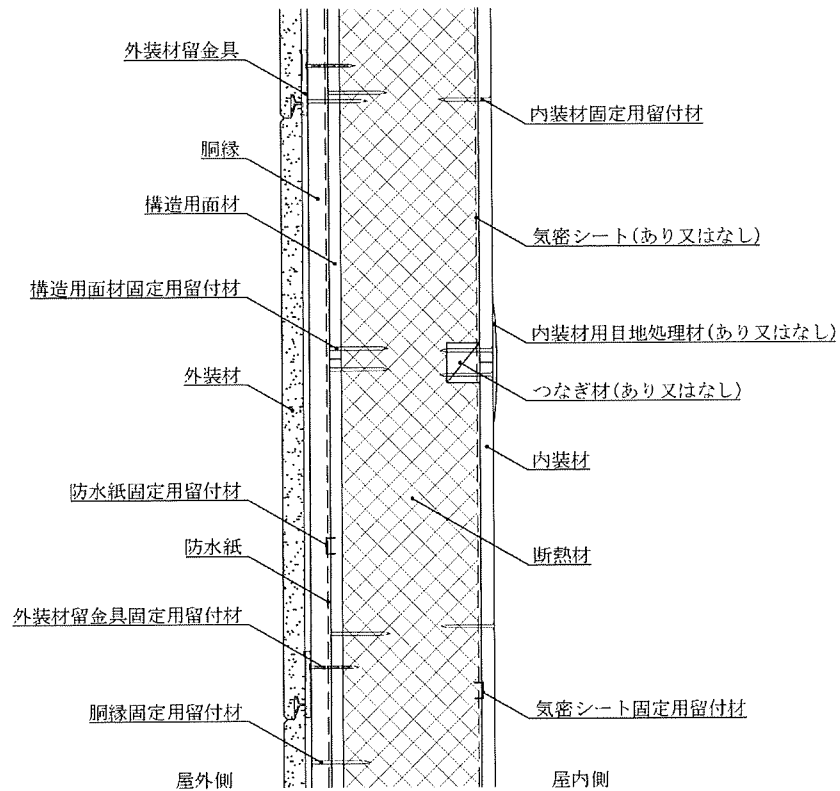 外装材留金具
胴縁
構造用面材
構造用面材固定用留付材
外装材
防水紙固定用留付材
防水紙
外装材留金具固定用留付材
胴縁固定用留付材
屋外側
内装材固定用留付材
気密シート(あり又はなし)
内装材用目地処理材(あり又はなし)
つなぎ材(あり又はなし)
内装材
断熱材
気密シート固定用留付材
屋内側